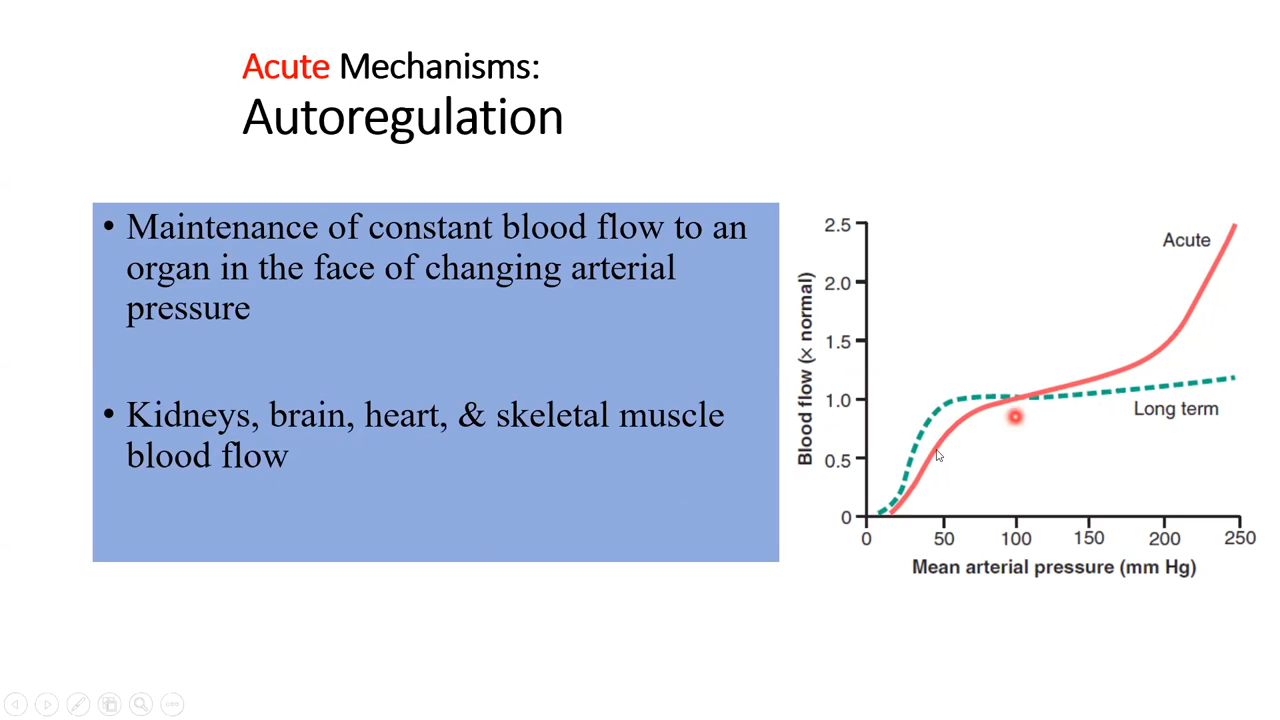 Acute Mechanisms:
Autoregulation
• Maintenance of constant blood flow to an
organ in the face of changing arterial
pressure
• Kidneys, brain, heart, & skeletal muscle
blood flow
Blood flow (× normal)
2.5
2.0
1.5
1.0
0.5
0
Acute
Long term
0 50 100 150 200 250
Mean arterial pressure (mm Hg)